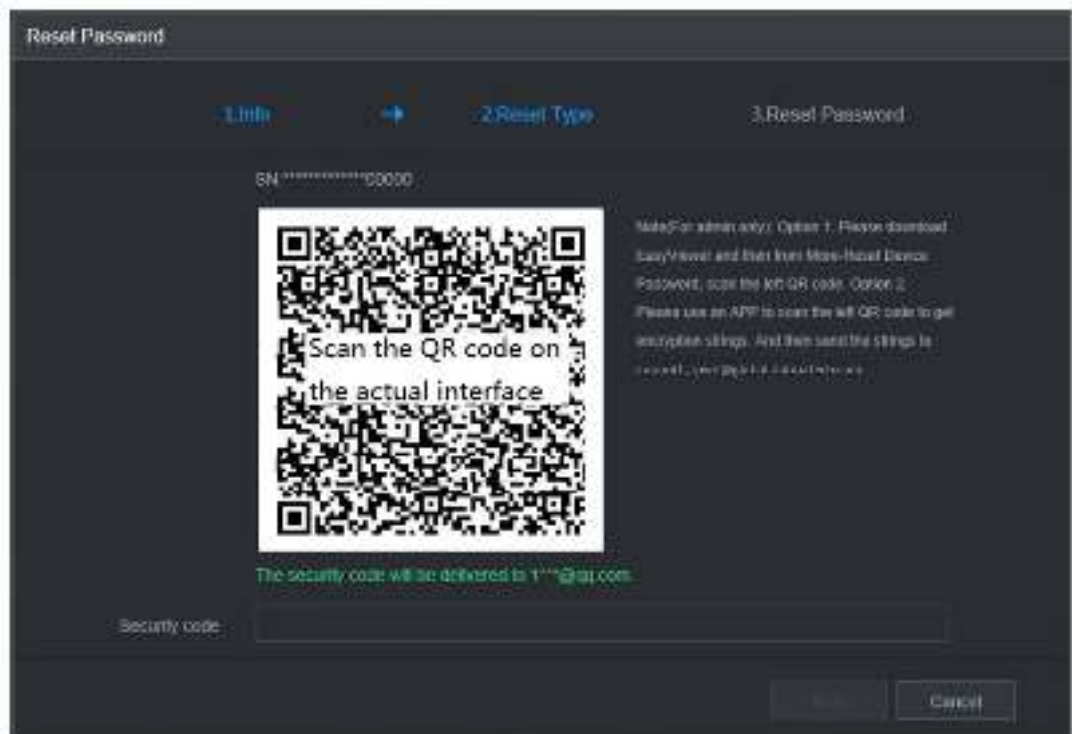 Reset Password
1.Info
2.Reset Type
3.Reset Password
SN:**************00000
Note(For admin only): Option 1: Please download
EasyViewer and then from More-Reset Device
Password, scan the left QR code. Option 2:
Please use an APP to scan the left QR code to get
encryption strings. And then send the strings to
Scan the QR code on
the actual interface
The security code will be delivered to 1***@qq.com.
Security code
Cancel